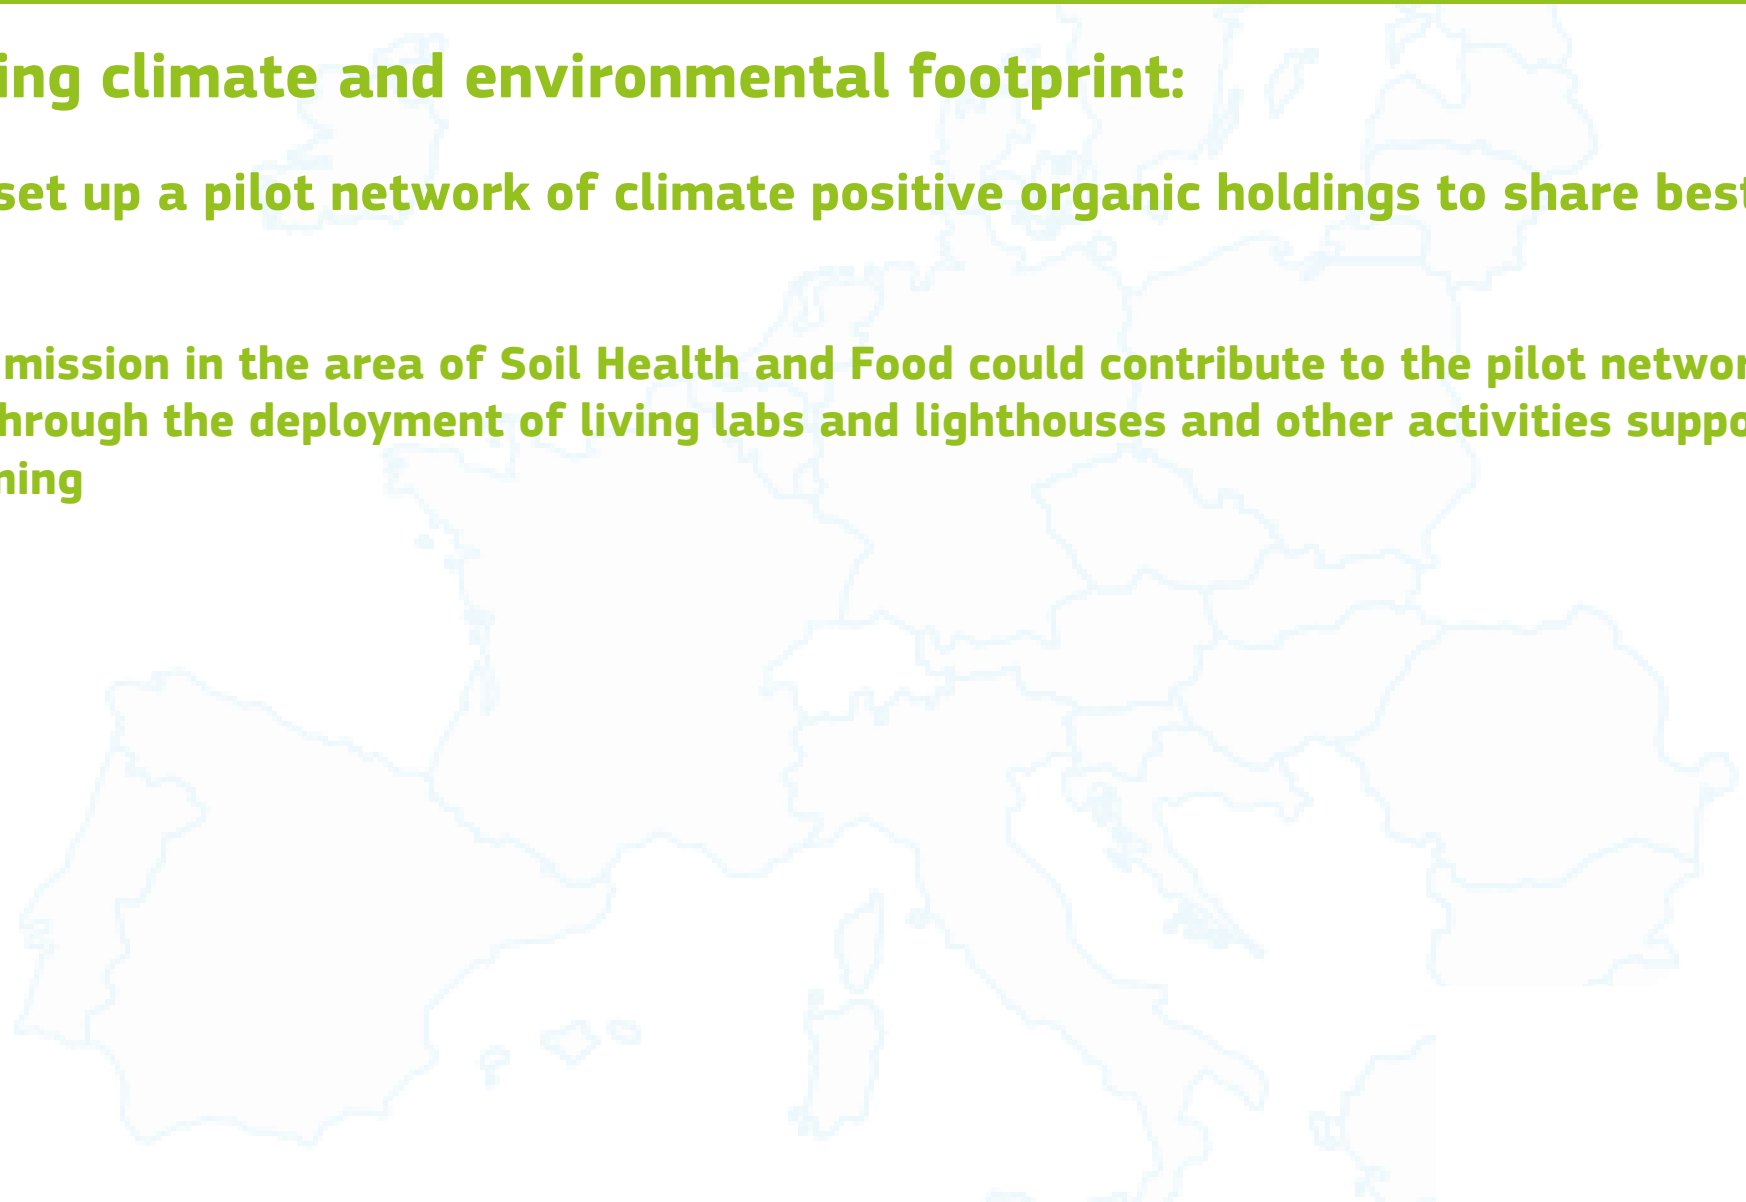 ing climate and environmental footprint:
set up a pilot network of climate positive organic holdings to share best
mission in the area of Soil Health and Food could contribute to the pilot networ
hrough the deployment of living labs and lighthouses and other activities suppo
ning